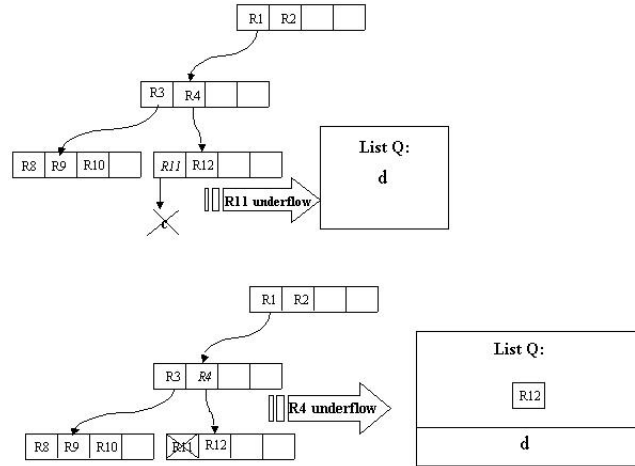 R1 R2
R3 R4
R8 R9 R10
R11 R12
c
R11 underflow
List Q:
d
R1 R2
R3 R4
R8 R9 R10
R11 R12
R4 underflow
List Q:
R12
d